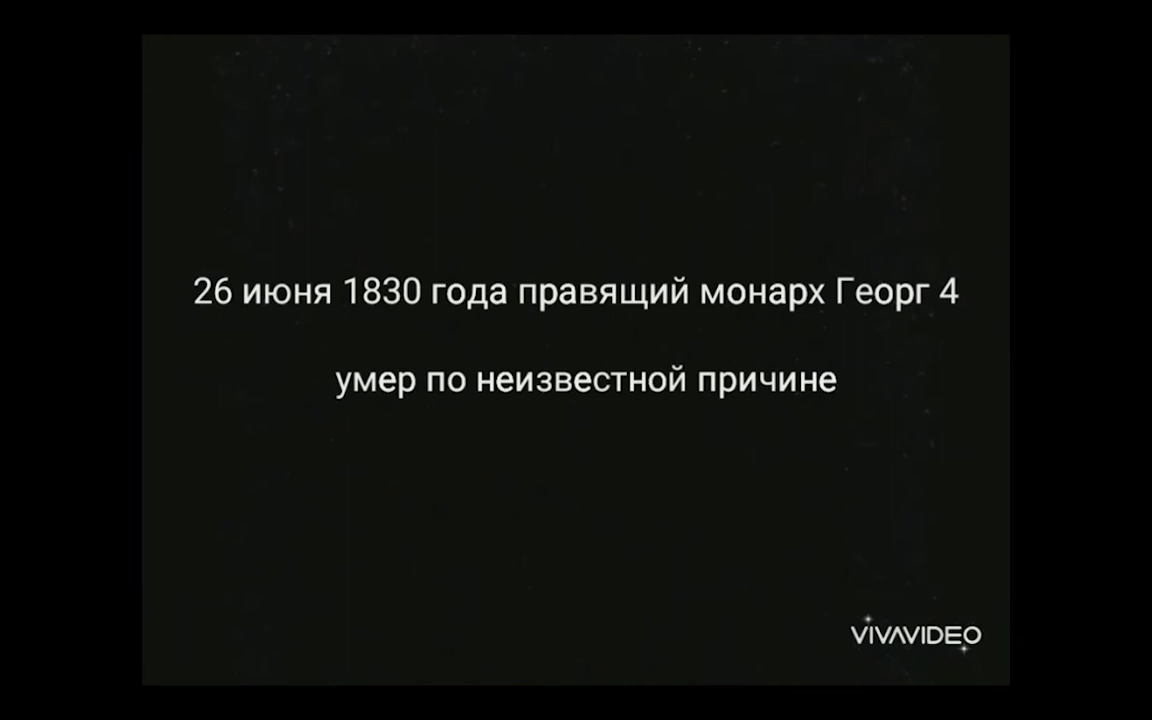 26 июня 1830 года правящий монарх Георг 4
умер по неизвестной причине
VIVAVIDEO